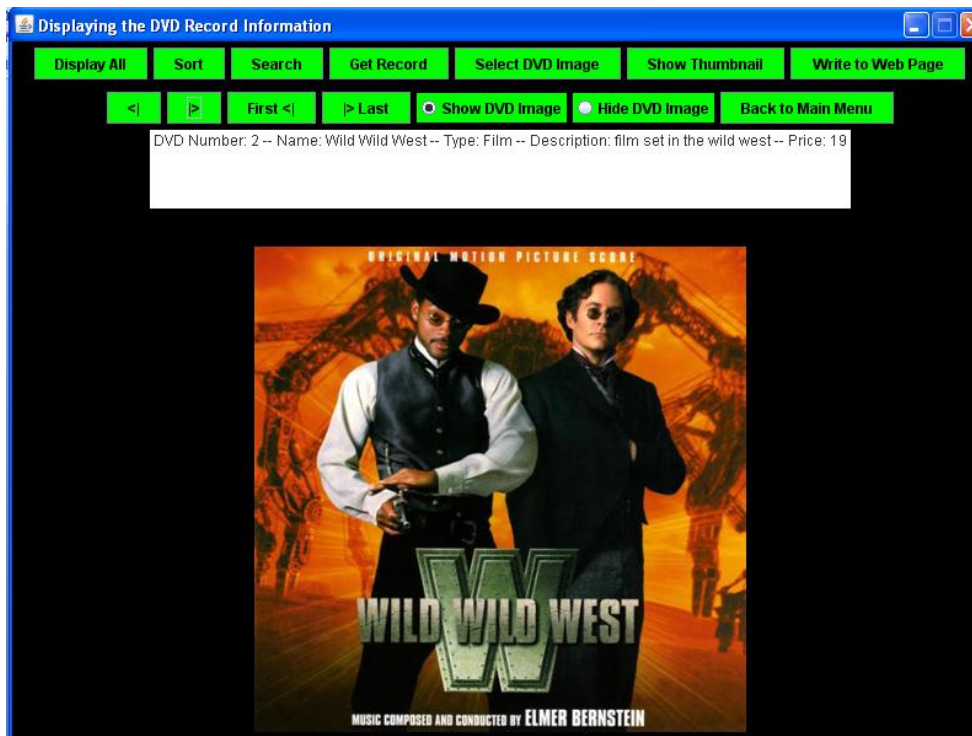 Displaying the DVD Record Information
Display All Sort Search Get Record Select DVD Image Show Thumbnail Write to Web Page
<| |> First <| |> Last Show DVD Image Hide DVD Image Back to Main Menu
DVD Number: 2 -- Name: Wild Wild West -- Type: Film -- Description: film set in the wild west -- Price: 19
ORIGINAL MOTION PICTURE SCORE
W
WILD WILD WEST
MUSIC COMPOSED AND CONDUCTED BY ELMER BERNSTEIN